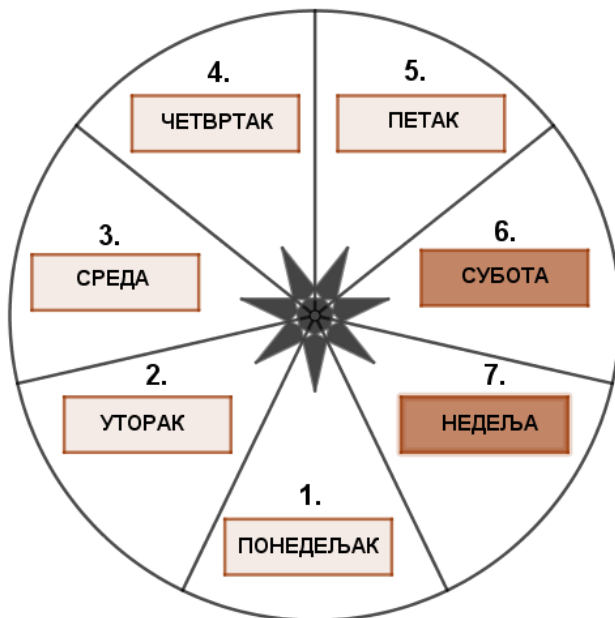 4.
ЧЕТВРТАК
5.
ПЕТАК
3.
СРЕДА
6.
СУБОТА
2.
УТОРАК
7.
НЕДЕЉА
1.
ПОНЕДЕЉАК